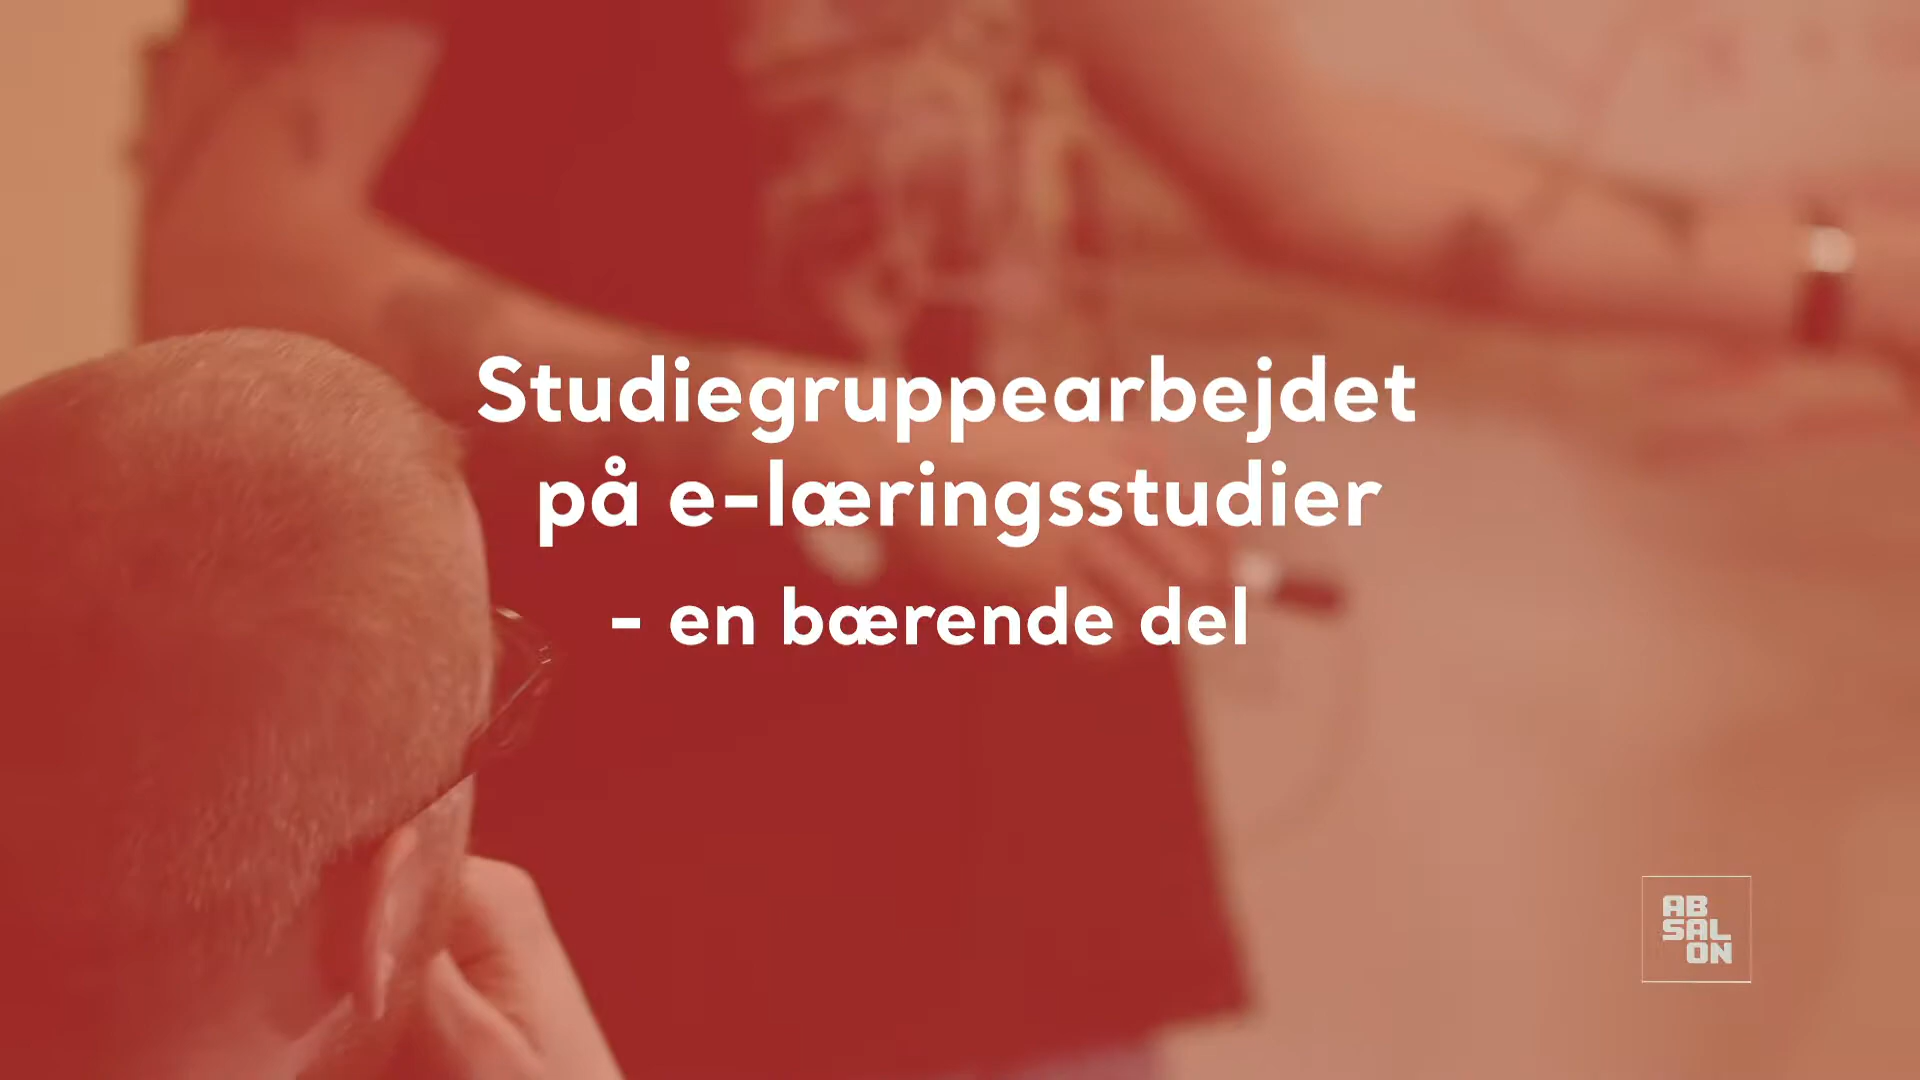 Studiegruppearbejdet
på e-læringsstudier
- en bærende del
AB
SAL
ON